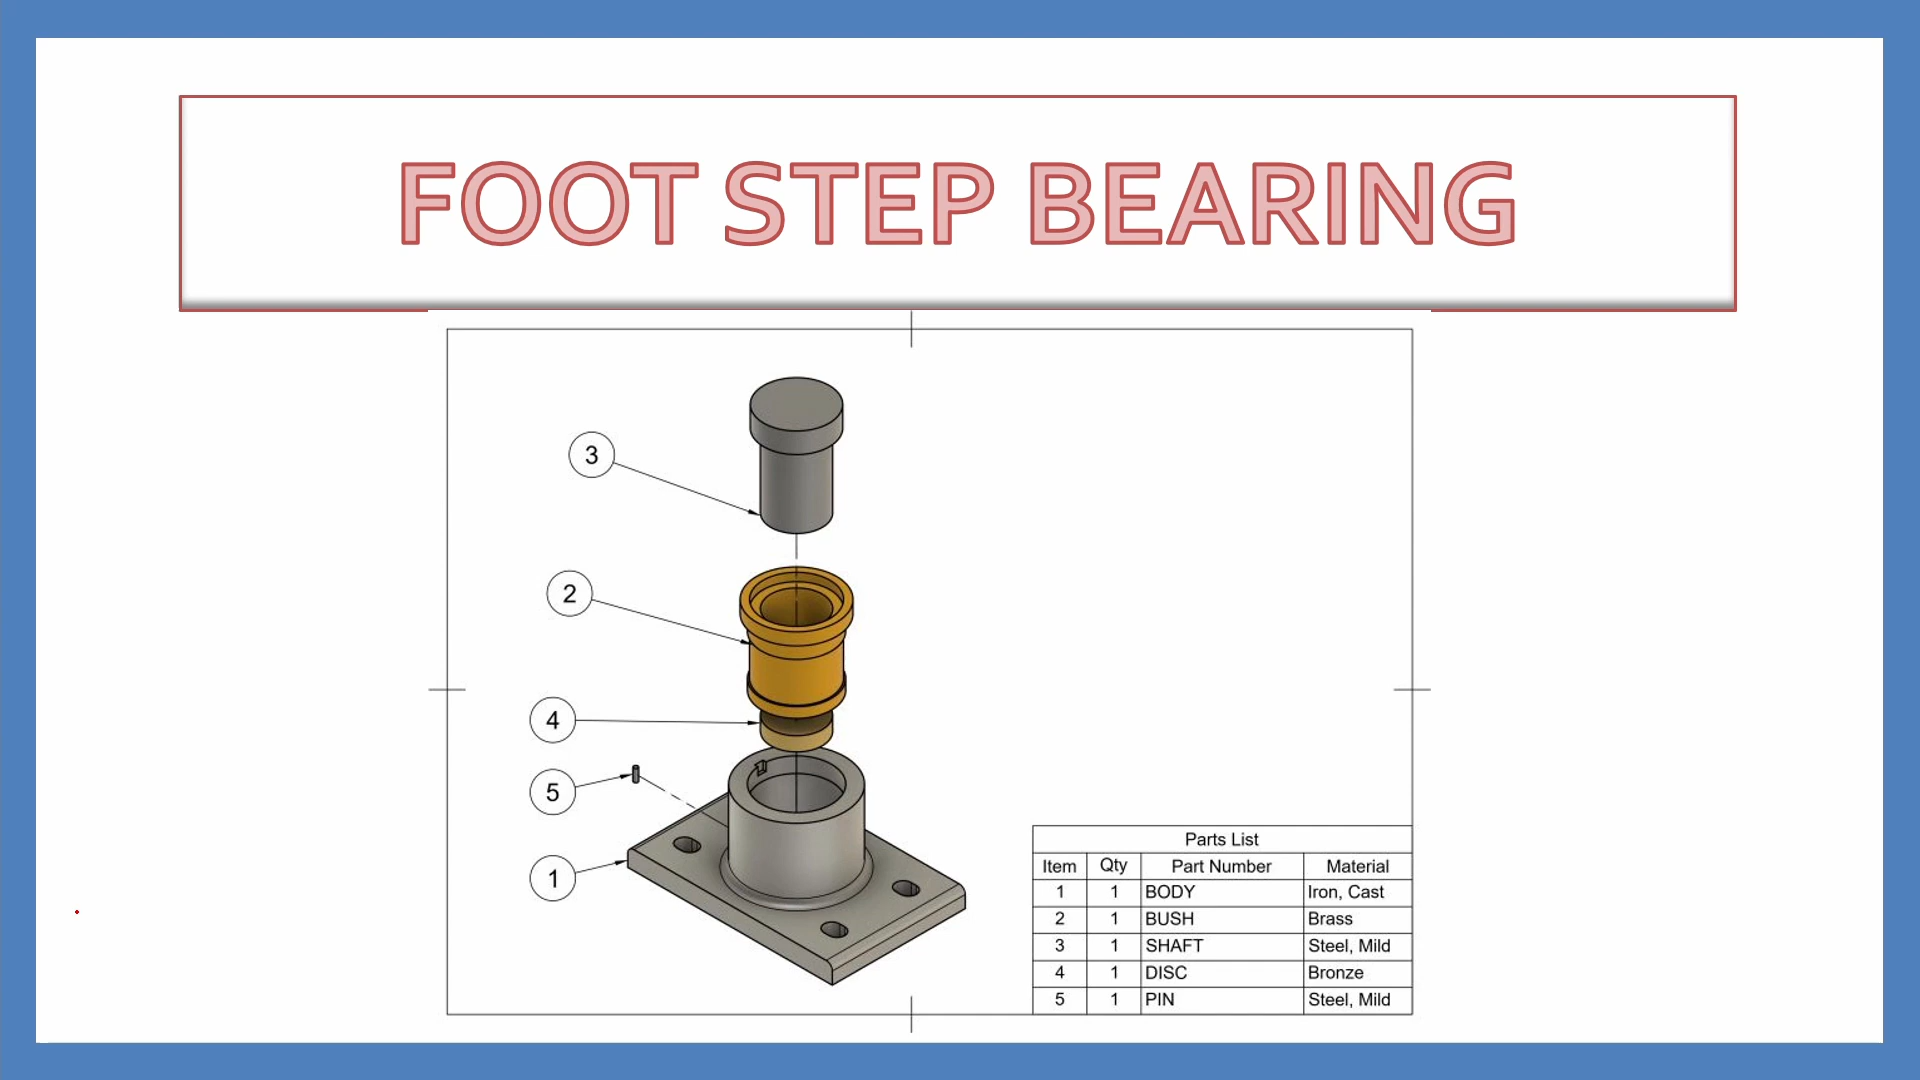 FOOT STEP BEARING
3
2
4
5
1
Parts List
Item Qty Part Number Material
1 1 BODY Iron, Cast
2 1 BUSH Brass
3 1 SHAFT Steel, Mild
4 1 DISC Bronze
5 1 PIN Steel, Mild